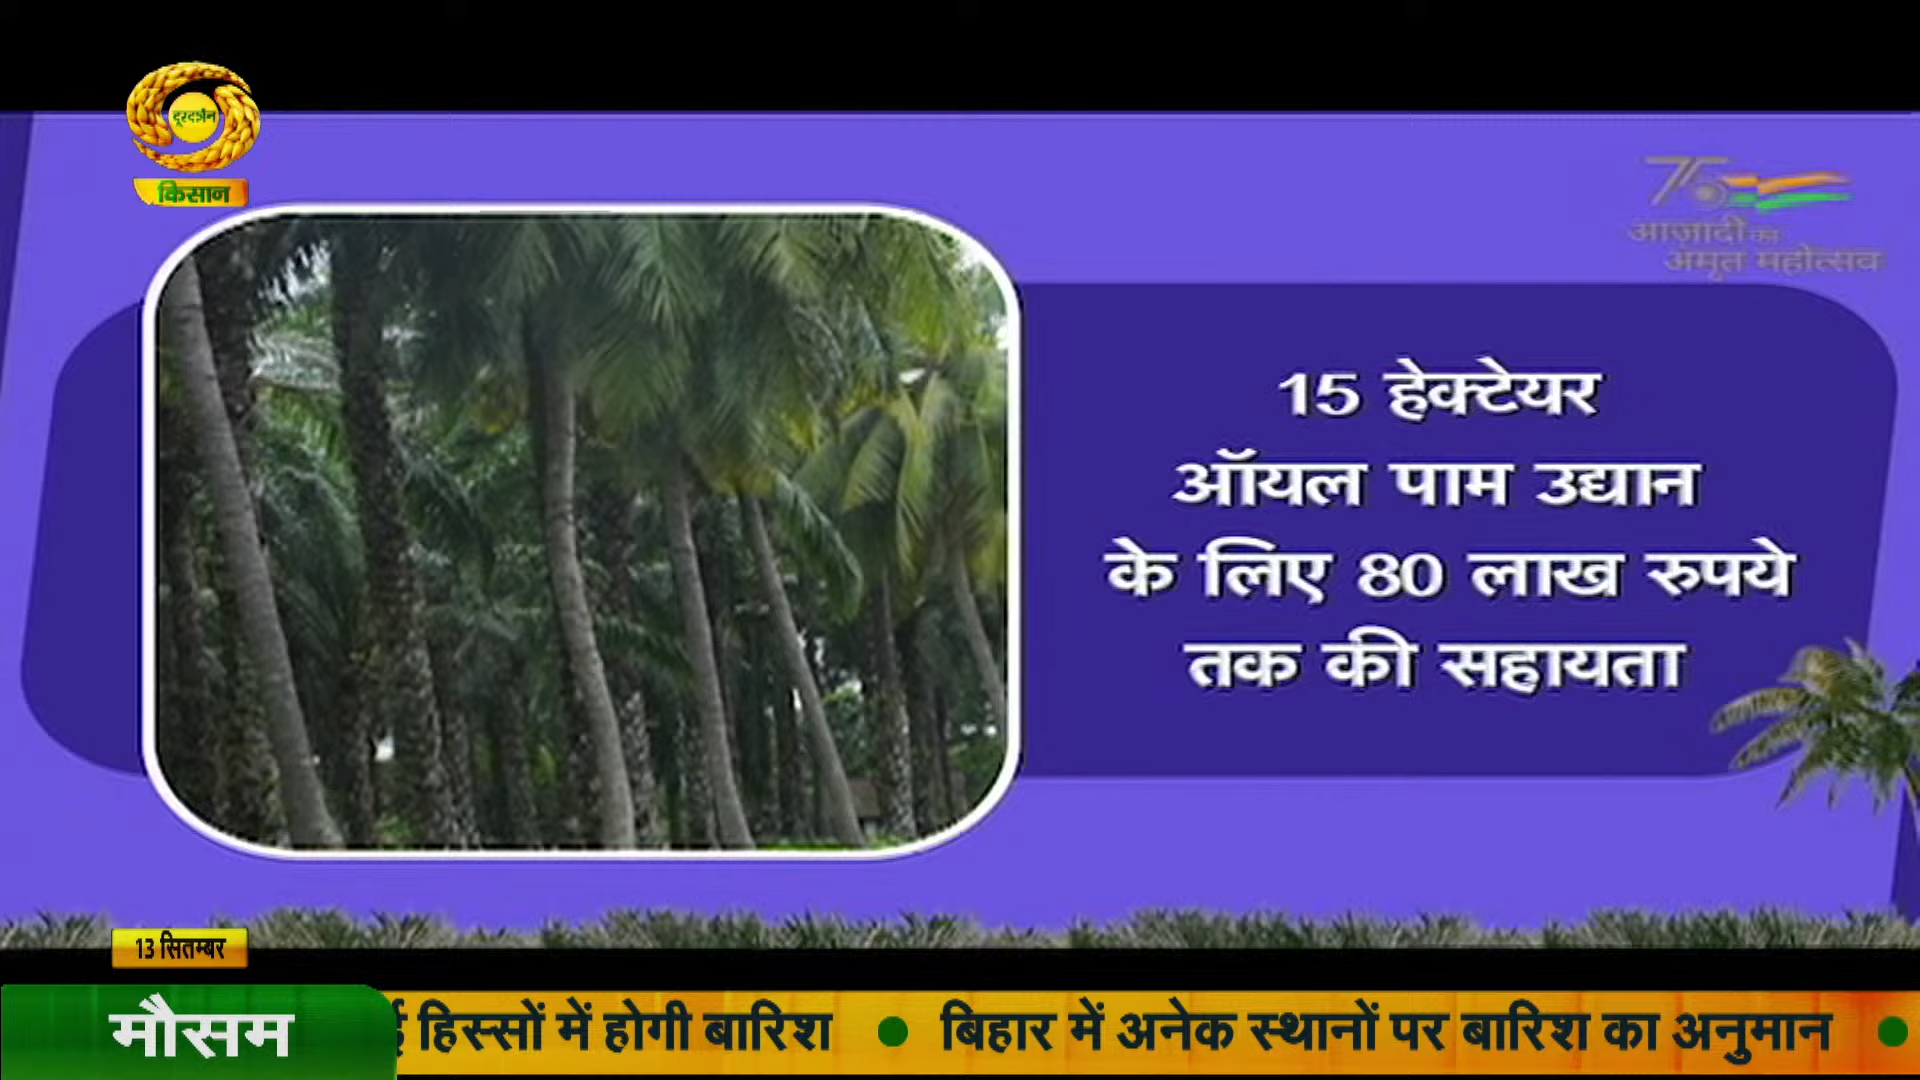 दूरदर्शन
किसान
75
आज़ादी का
अमृत महोत्सव
15 हेक्टेयर
ऑयल पाम उद्यान
के लिए 80 लाख रुपये
तक की सहायता
13 सितम्बर
मौसम
हिस्सों में होगी बारिश ● बिहार में अनेक स्थानों पर बारिश का अनुमान ●